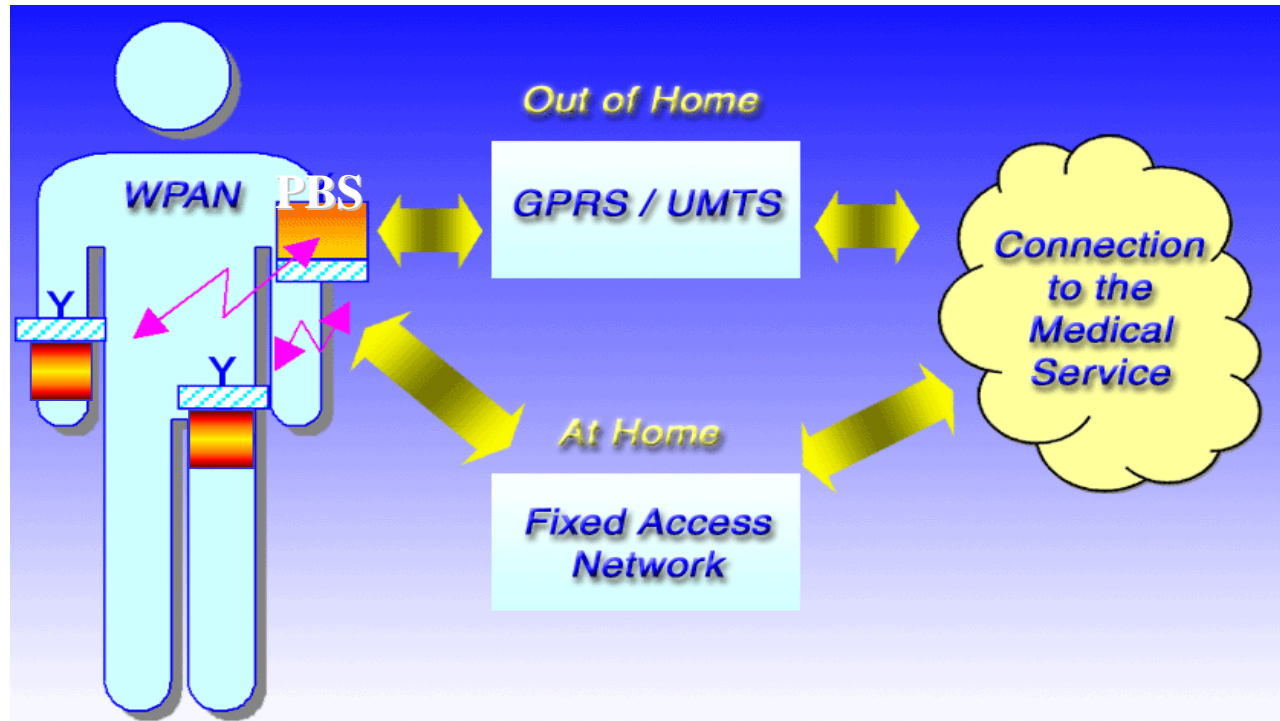 Out of Home
WPAN
PBS
GPRS / UMTS
Connection
to the
Medical
Service
Y
Y
At Home
Fixed Access
Network